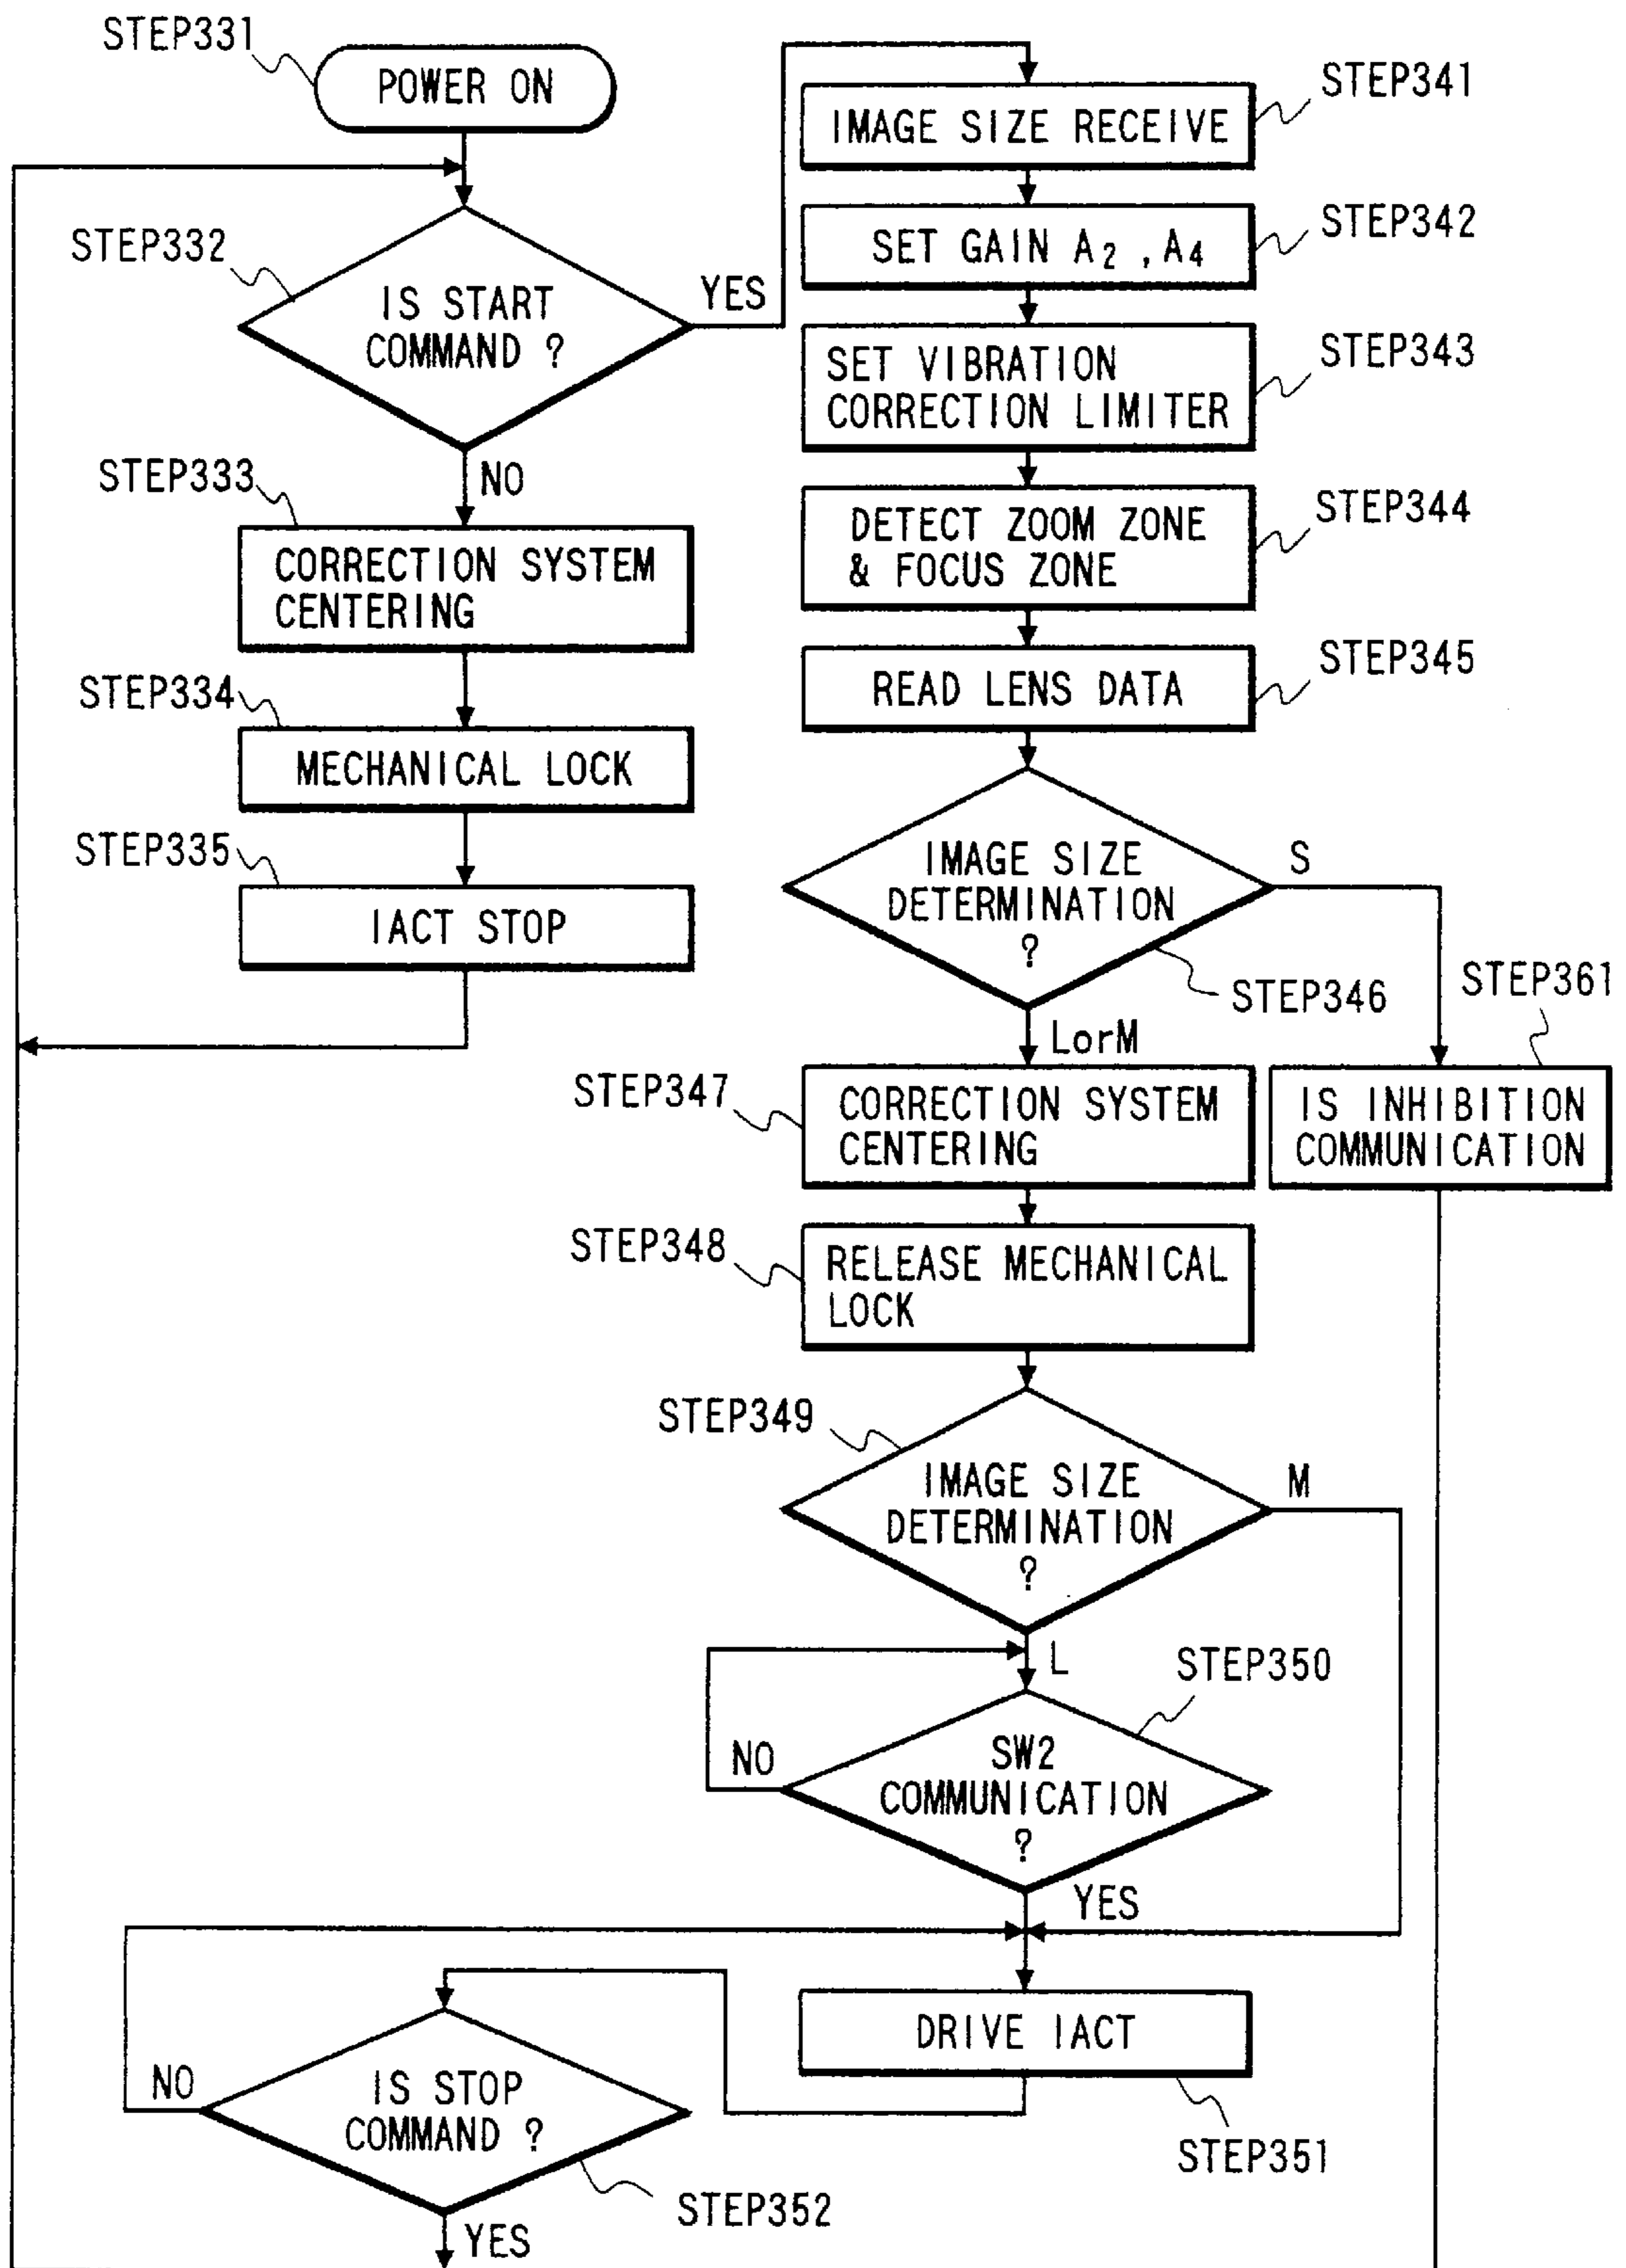 STEP331
POWER ON
STEP332
IS START
COMMAND ?
YES
NO
STEP333
CORRECTION SYSTEM
CENTERING
STEP334
MECHANICAL LOCK
STEP335
IACT STOP
STEP341
IMAGE SIZE RECEIVE
STEP342
SET GAIN A2 , A4
STEP343
SET VIBRATION
CORRECTION LIMITER
STEP344
DETECT ZOOM ZONE
& FOCUS ZONE
STEP345
READ LENS DATA
IMAGE SIZE
DETERMINATION
?
S
STEP346
LorM
STEP361
IS INHIBITION
COMMUNICATION
STEP347
CORRECTION SYSTEM
CENTERING
STEP348
RELEASE MECHANICAL
LOCK
STEP349
IMAGE SIZE
DETERMINATION
?
M
L
STEP350
SW2
COMMUNICATION
?
NO
YES
DRIVE IACT
STEP351
IS STOP
COMMAND ?
NO
STEP352
YES